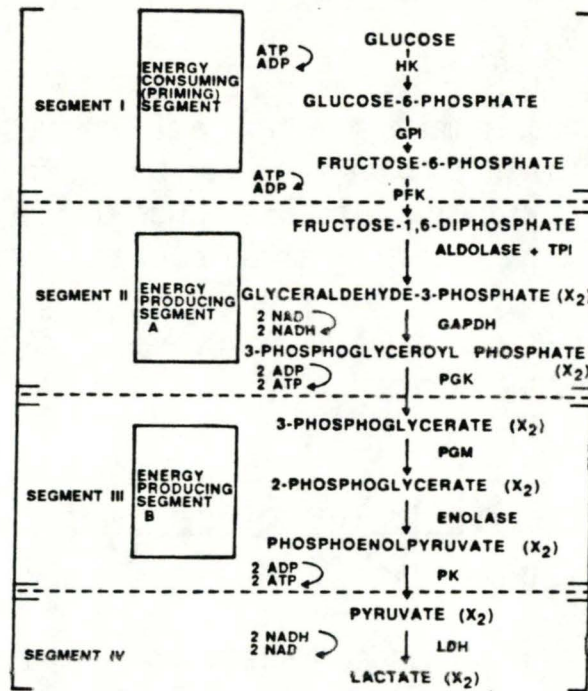 GLUCOSE
ATP
ADP
HK
ENERGY
CONSUMING
(PRIMING)
SEGMENT
SEGMENT I
GLUCOSE-6-PHOSPHATE
GPI
FRUCTOSE-6-PHOSPHATE
ATP
ADP
PFK
FRUCTOSE-1,6-DIPHOSPHATE
ALDOLASE + TPI
SEGMENT II
ENERGY
PRODUCING
SEGMENT
A
GLYCERALDEHYDE-3-PHOSPHATE (X2)
2 NAD
2 NADH
GAPDH
3-PHOSPHOGLYCEROYL PHOSPHATE
(X2)
2 ADP
2 ATP
PGK
3-PHOSPHOGLYCERATE (X2)
PGM
SEGMENT III
ENERGY
PRODUCING
SEGMENT
B
2-PHOSPHOGLYCERATE (X2)
ENOLASE
PHOSPHOENOLPYRUVATE (X2)
2 ADP
2 ATP
PK
PYRUVATE (X2)
2 NADH
2 NAD
LDH
SEGMENT IV
LACTATE (X2)